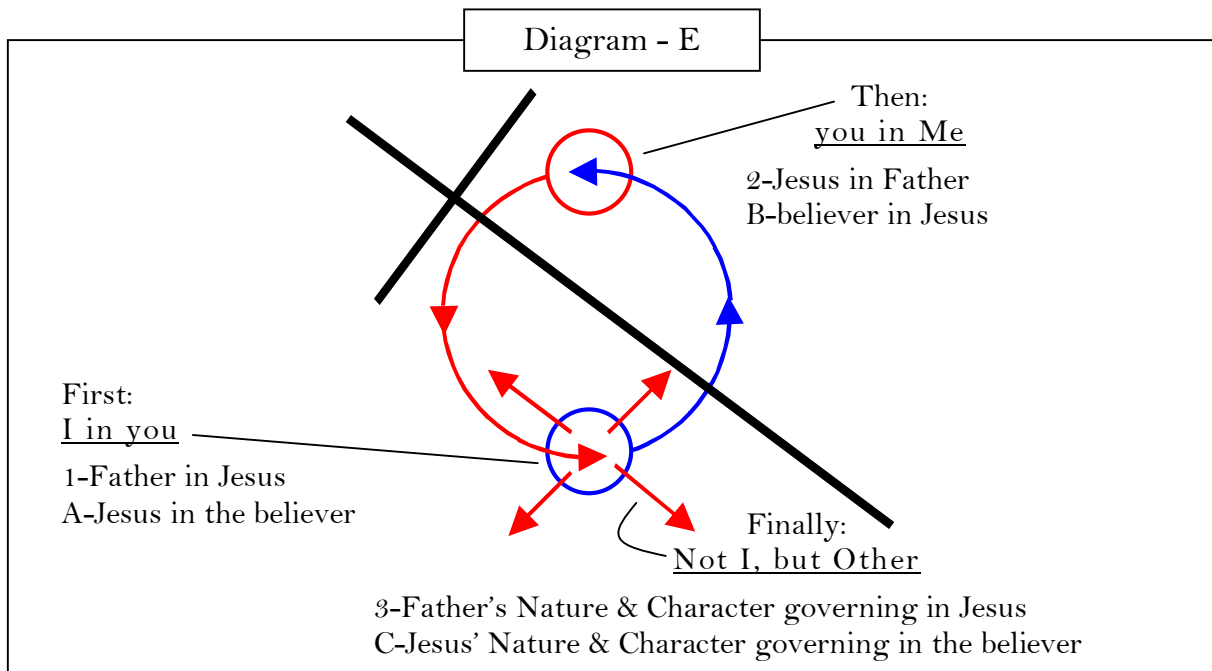 Diagram - E
Then:
you in Me
2-Jesus in Father
B-believer in Jesus
First:
I in you
1-Father in Jesus
A-Jesus in the believer
Finally:
Not I, but Other
3-Father’s Nature & Character governing in Jesus
C-Jesus’ Nature & Character governing in the believer